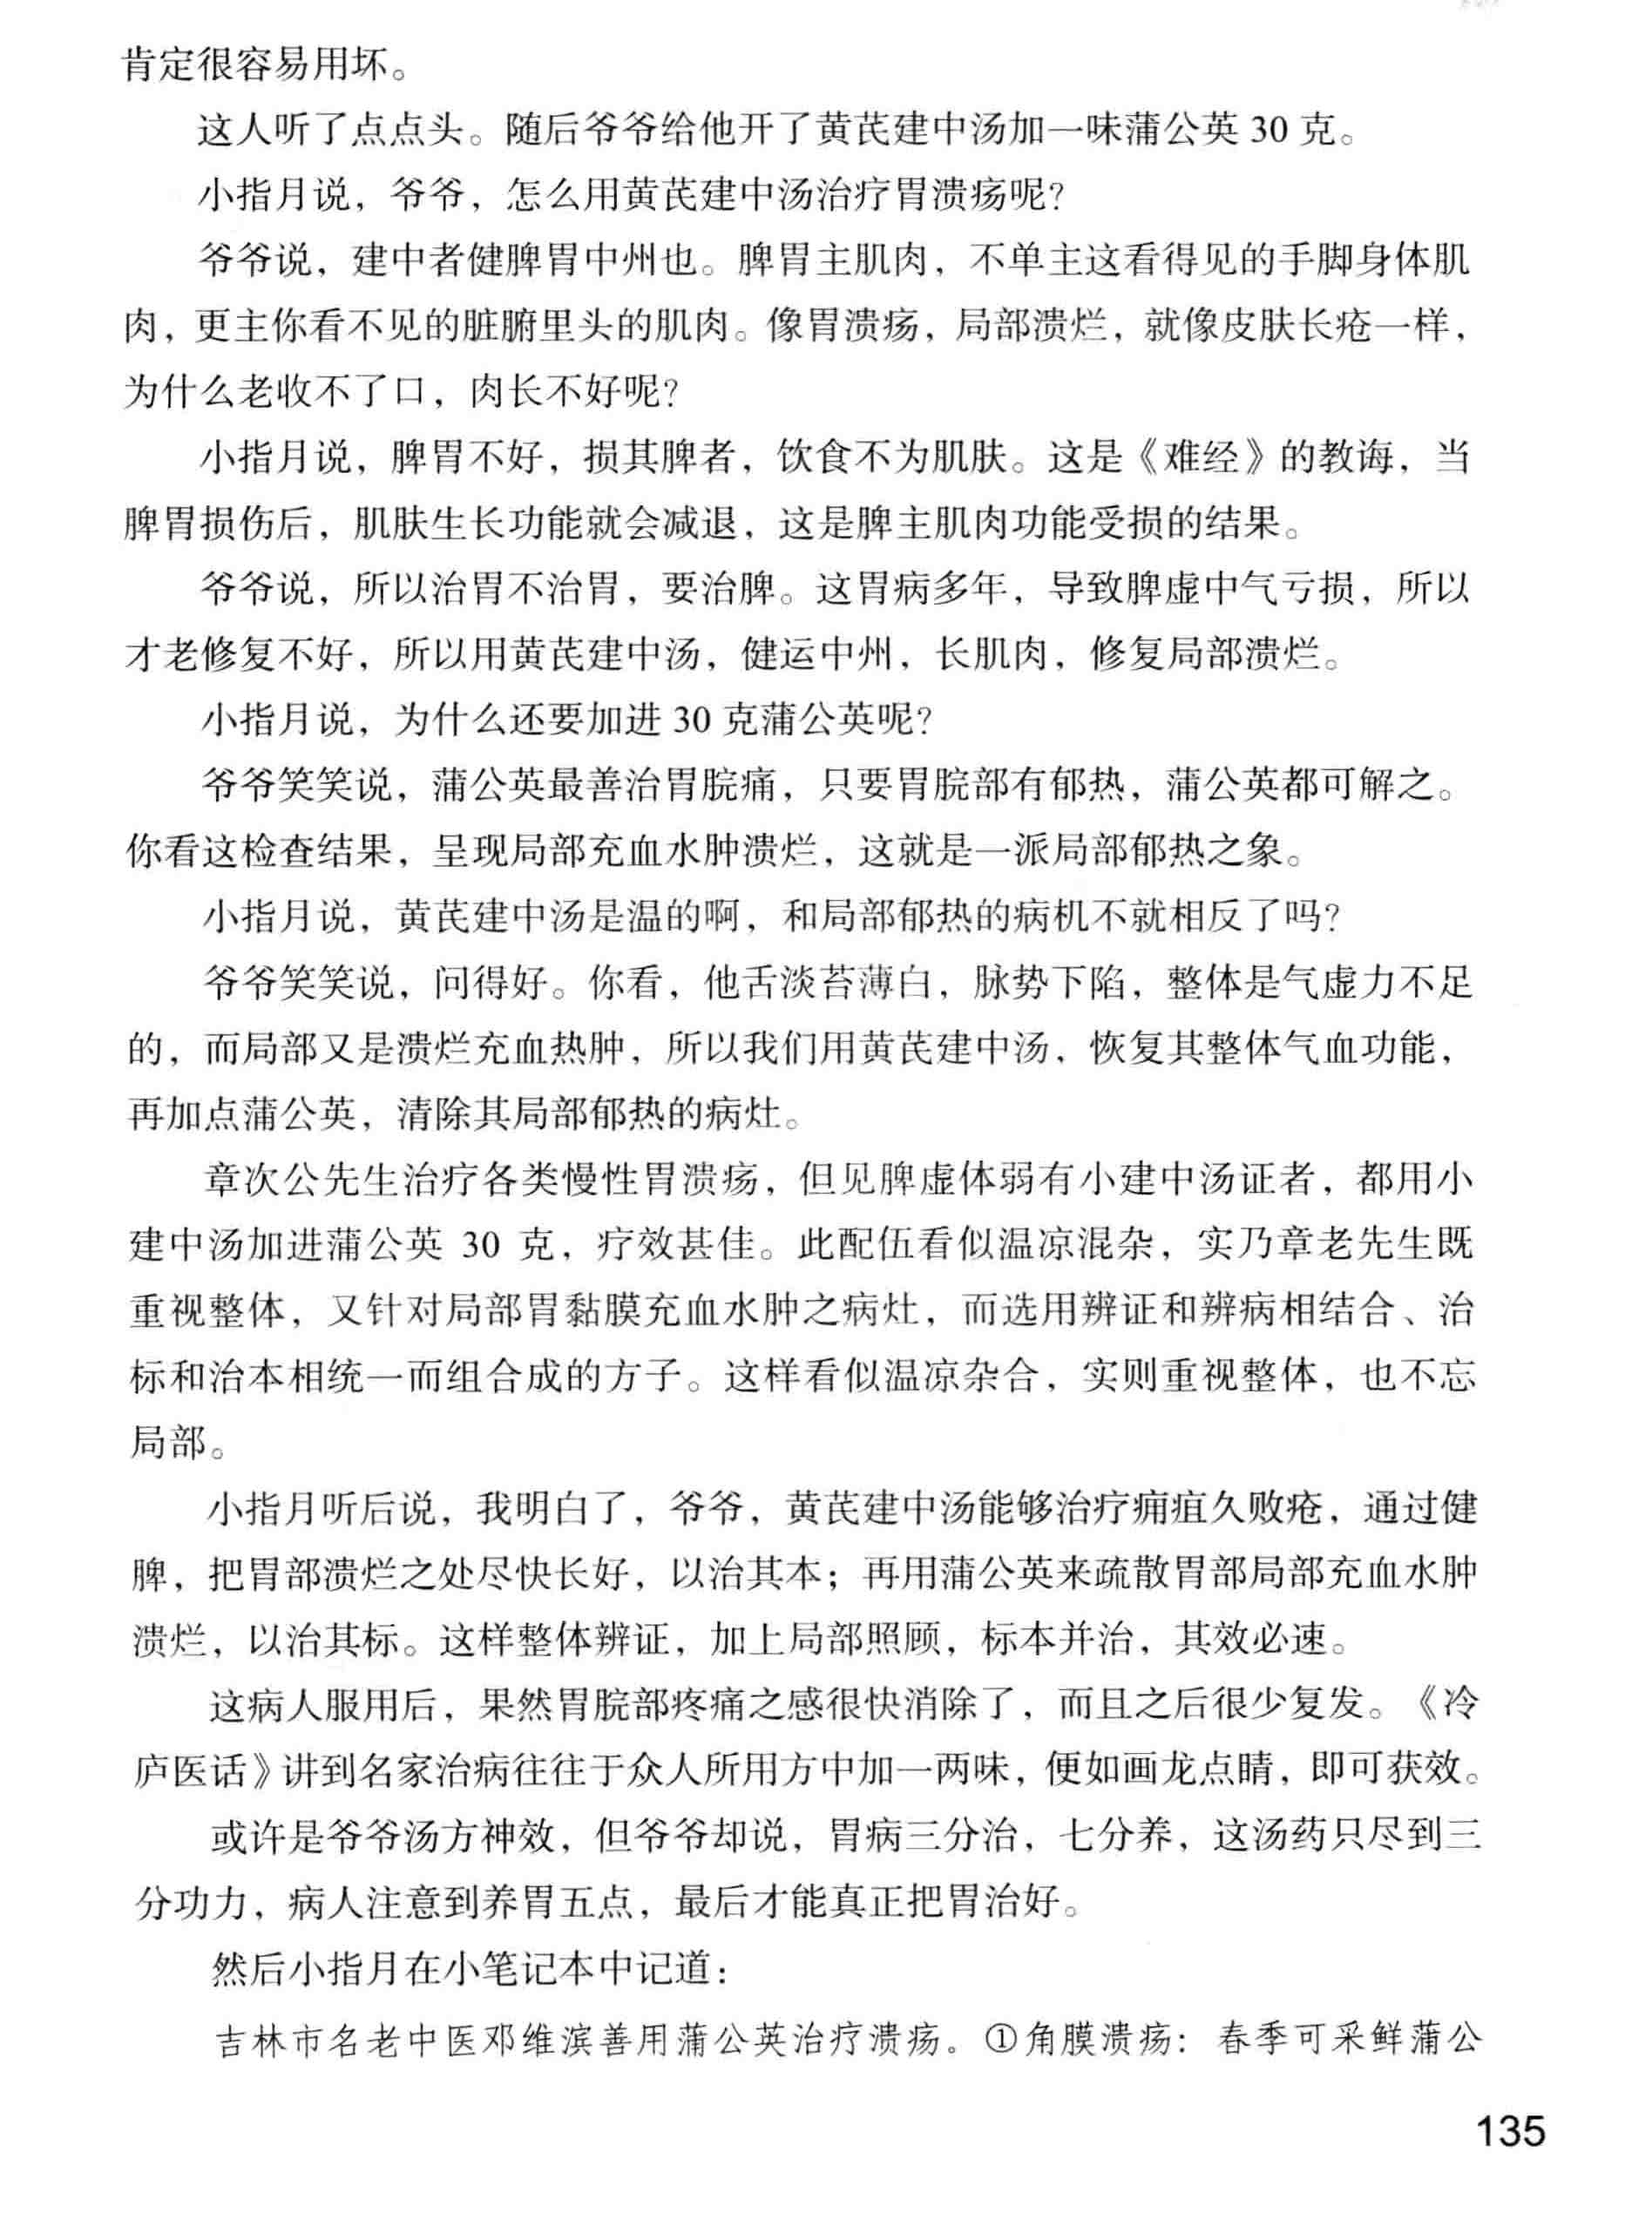 肯定很容易用坏。
这人听了点点头。随后爷爷给他开了黄芪建中汤加一味蒲公英 30 克。
小指月说，爷爷，怎么用黄芪建中汤治疗胃溃疡呢？
爷爷说，建中者健脾胃中州也。脾胃主肌肉，不单主这看得见的手脚身体肌
肉，更主你看不见的脏腑里头的肌肉。像胃溃疡，局部溃烂，就像皮肤长疮一样，
为什么老收不了口，肉长不好呢？
小指月说，脾胃不好，损其脾者，饮食不为肌肤。这是《难经》的教诲，当
脾胃损伤后，肌肤生长功能就会减退，这是脾主肌肉功能受损的结果。
爷爷说，所以治胃不治胃，要治脾。这胃病多年，导致脾虚中气亏损，所以
才老修复不好，所以用黄芪建中汤，健运中州，长肌肉，修复局部溃烂。
小指月说，为什么还要加进 30 克蒲公英呢？
爷爷笑笑说，蒲公英最善治胃脘痛，只要胃脘部有郁热，蒲公英都可解之。
你看这检查结果，呈现局部充血水肿溃烂，这就是一派局部郁热之象。
小指月说，黄芪建中汤是温的啊，和局部郁热的病机不就相反了吗？
爷爷笑笑说，问得好。你看，他舌淡苔薄白，脉势下陷，整体是气虚力不足
的，而局部又是溃烂充血热肿，所以我们用黄芪建中汤，恢复其整体气血功能，
再加点蒲公英，清除其局部郁热的病灶。
章次公先生治疗各类慢性胃溃疡，但见脾虚体弱有小建中汤证者，都用小
建中汤加进蒲公英 30 克，疗效甚佳。此配伍看似温凉混杂，实乃章老先生既
重视整体，又针对局部胃黏膜充血水肿之病灶，而选用辨证和辨病相结合、治
标和治本相统一而组合成的方子。这样看似温凉杂合，实则重视整体，也不忘
局部。
小指月听后说，我明白了，爷爷，黄芪建中汤能够治疗痈疽久败疮，通过健
脾，把胃部溃烂之处尽快长好，以治其本；再用蒲公英来疏散胃部局部充血水肿
溃烂，以治其标。这样整体辨证，加上局部照顾，标本并治，其效必速。
这病人服用后，果然胃脘部疼痛之感很快消除了，而且之后很少复发。《冷
庐医话》讲到名家治病往往于众人所用方中加一两味，便如画龙点睛，即可获效。
或许是爷爷汤方神效，但爷爷却说，胃病三分治，七分养，这汤药只尽到三
分功力，病人注意到养胃五点，最后才能真正把胃治好。
然后小指月在小笔记本中记道：
吉林市名老中医邓维滨善用蒲公英治疗溃疡。①角膜溃疡：春季可采鲜蒲公
135